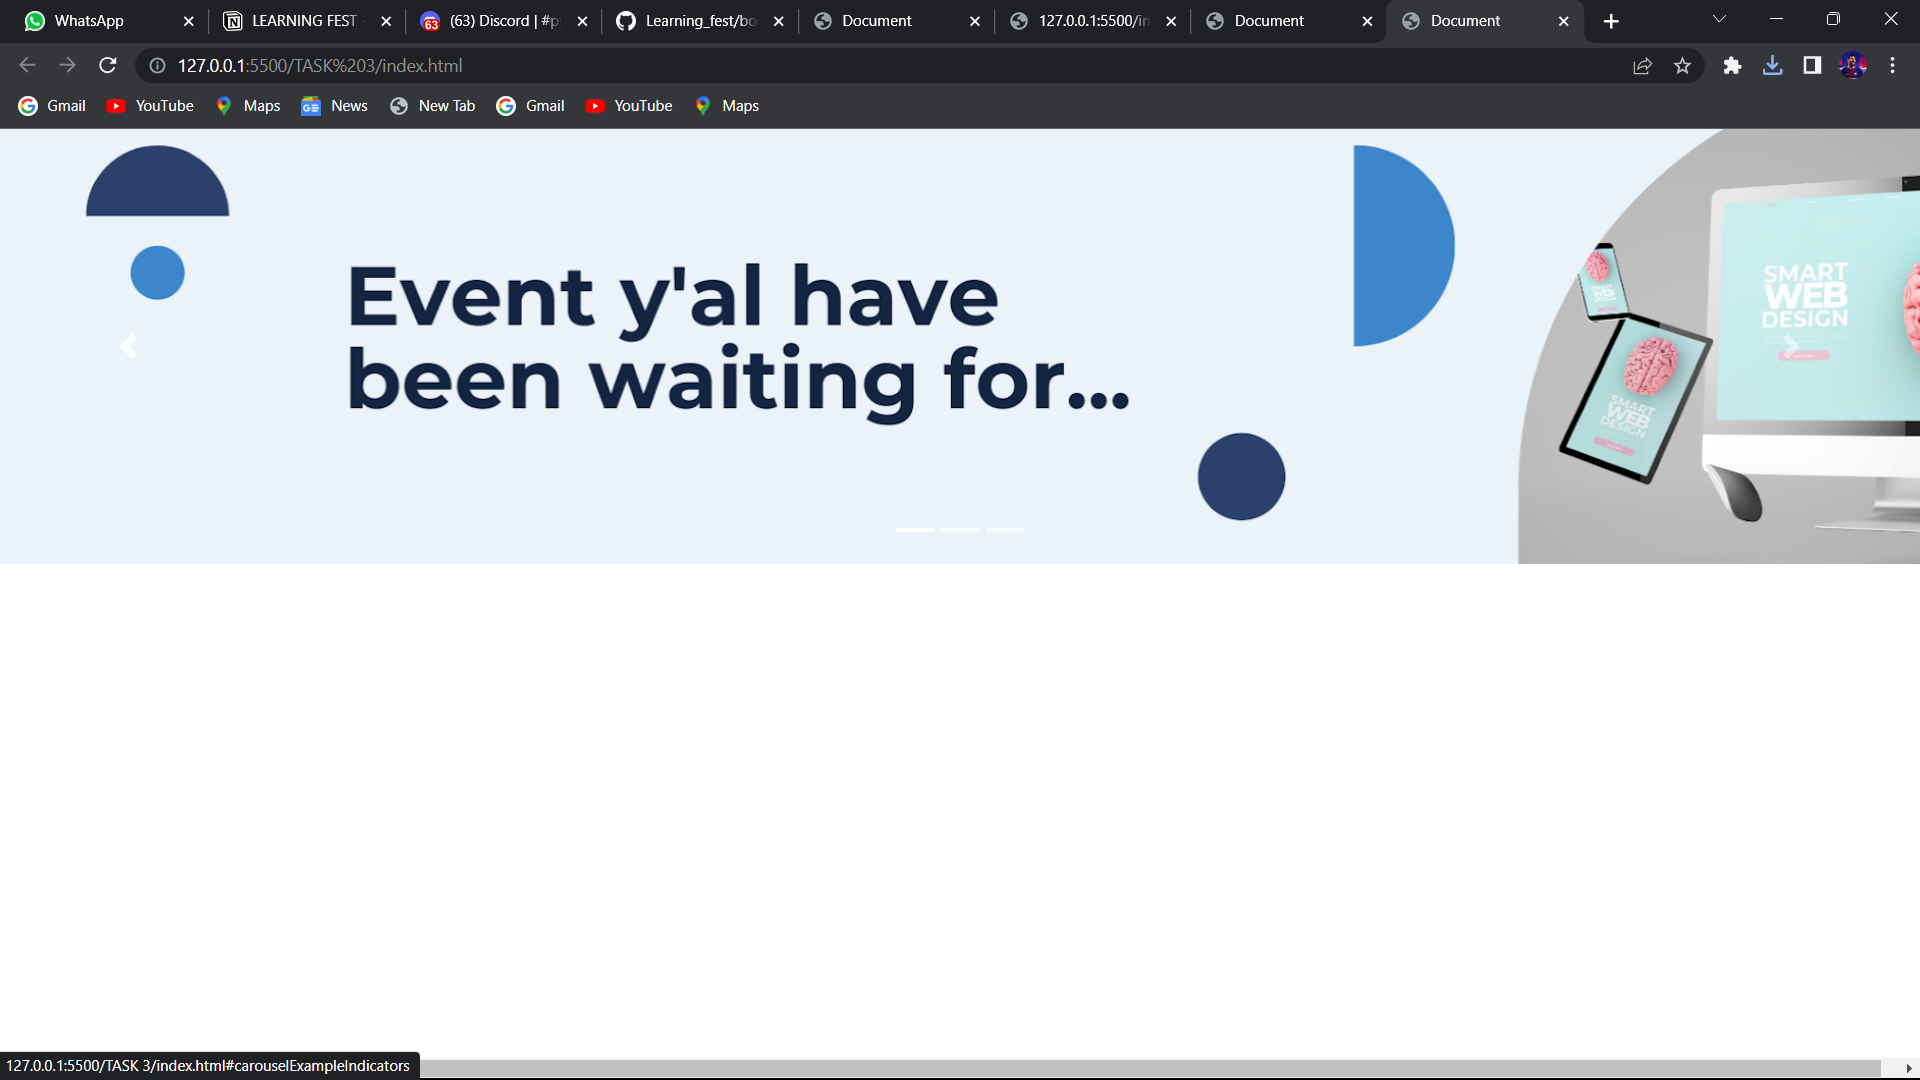 WhatsApp
LEARNING FEST
(63) Discord | #p
Learning_fest/bo
Document
127.0.0.1:5500/in
Document
Document
127.0.0.1:5500/TASK%203/index.html
Gmail
YouTube
Maps
News
New Tab
Gmail
YouTube
Maps
Event y'al have
been waiting for...
SMART
WEB
DESIGN
SMART
WEB
DESIGN
127.0.0.1:5500/TASK 3/index.html#carouselExampleIndicators